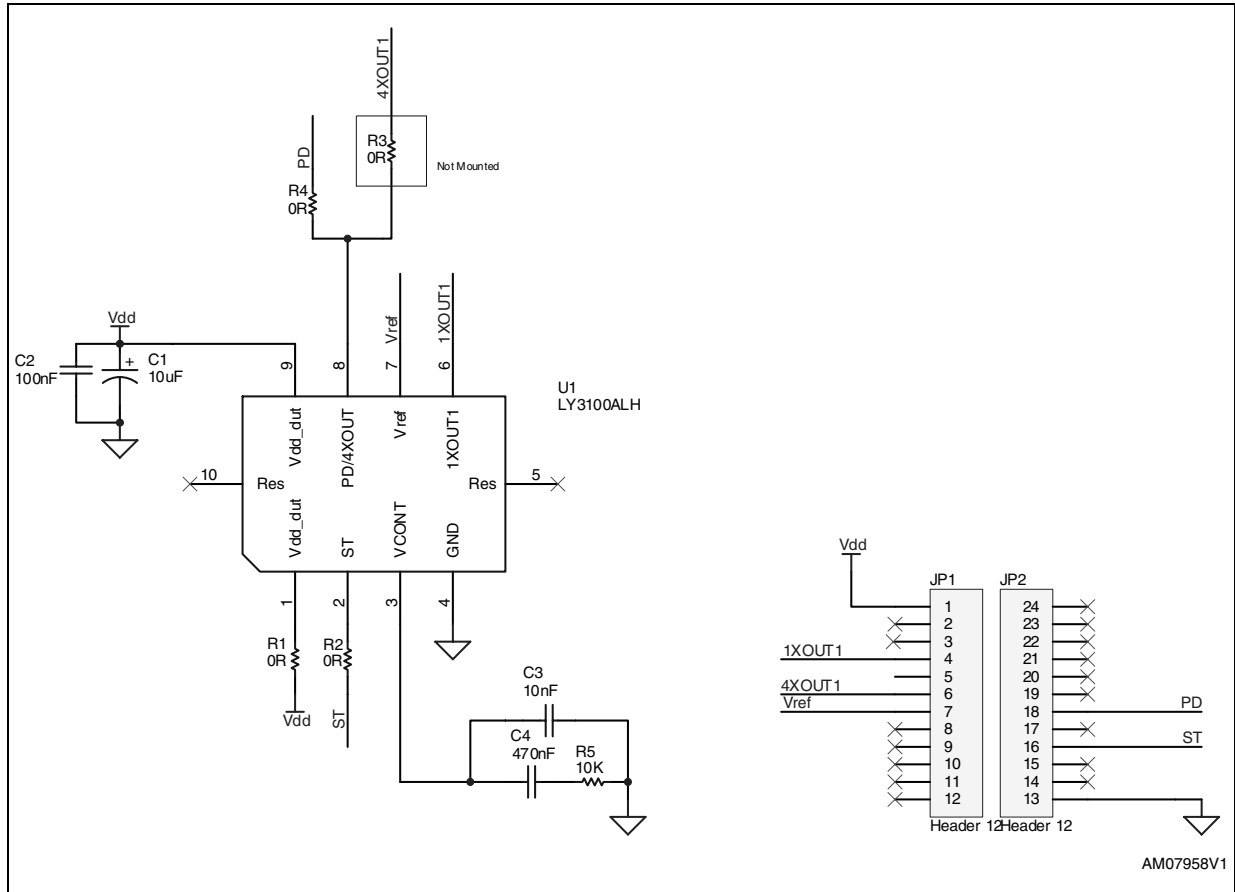 4XOUT1
R3
0R
Not Mounted
PD
R4
0R
Vref
1XOUT1
Vdd
C2
100nF
+
C1
10uF
9
8
7
6
U1
LY3100ALH
Vdd_dut
PD/4XOUT
Vref
1XOUT1
10
Res
Res
5
Vdd_dut
ST
VCONT
GND
1
2
3
4
R1
0R
R2
0R
Vdd
ST
C3
10nF
C4
470nF
R5
10K
Vdd
JP1
JP2
1
24
2
23
3
22
1XOUT1
4
21
5
20
4XOUT1
6
19
Vref
7
18
PD
8
17
9
16
ST
10
15
11
14
12
13
Header 12
Header 12
AM07958V1